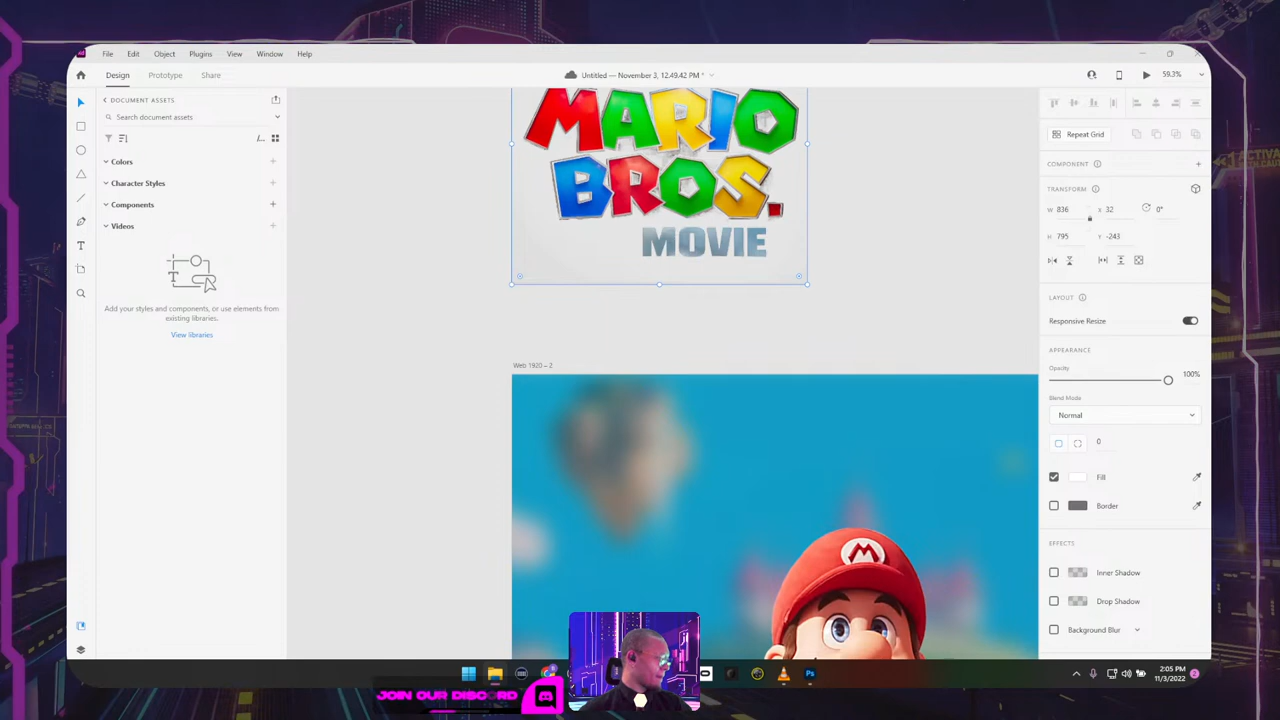 File Edit Object Plugins View Window Help
Design Prototype Share
Untitled — November 3, 12.49.42 PM *
59.3%
DOCUMENT ASSETS
Search document assets
Colors
Character Styles
Components
Videos
Add your styles and components, or use elements from
existing libraries.
View libraries
MARIO
BROS.
MOVIE
Web 1920 – 2
M
Repeat Grid
COMPONENT
TRANSFORM
W 836 X 32 0°
H 795 Y -243
LAYOUT
Responsive Resize
APPEARANCE
Opacity
100%
Blend Mode
Normal
0
Fill
Border
EFFECTS
Inner Shadow
Drop Shadow
Background Blur
Ps
2:05 PM
11/3/2022
2
JOIN OUR DISCORD